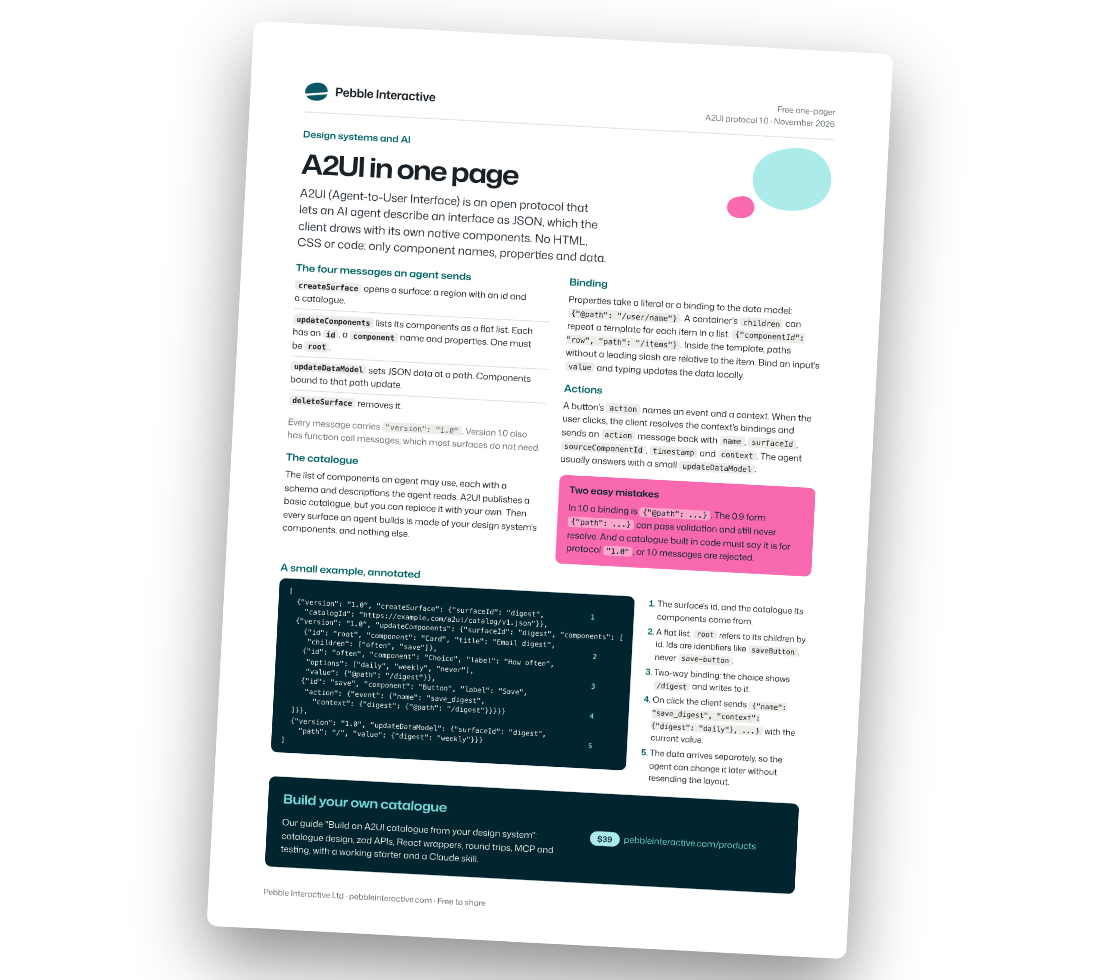 Pebble Interactive
Free one-pager
A2UI protocol 1.0 · November 2026
Design systems and AI
A2UI in one page
A2UI (Agent-to-User Interface) is an open protocol that
lets an AI agent describe an interface as JSON, which the
client draws with its own native components. No HTML,
CSS or code: only component names, properties and data.
The four messages an agent sends
createSurface opens a surface: a region with an id and
a catalogue.
updateComponents lists its components as a flat list. Each
has an id, a component name and properties. One must
be root.
updateDataModel sets JSON data at a path. Components
bound to that path update.
deleteSurface removes it.
Every message carries "version": "1.0". Version 1.0 also
has function call messages, which most surfaces do not need.
The catalogue
The list of components an agent may use, each with a
schema and descriptions the agent reads. A2UI publishes a
basic catalogue, but you can replace it with your own. Then
every surface an agent builds is made of your design system's
components, and nothing else.
Binding
Properties take a literal or a binding to the data model:
{"@path": "/user/name"}. A container's children can
repeat a template for each item in a list: {"componentId":
"row", "path": "/items"}. Inside the template, paths
without a leading slash are relative to the item. Bind an input's
value and typing updates the data locally.
Actions
A button's action names an event and a context. When the
user clicks, the client resolves the context's bindings and
sends an action message back with name, surfaceId,
sourceComponentId, timestamp and context. The agent
usually answers with a small updateDataModel.
Two easy mistakes
In 1.0 a binding is {"@path": ...}. The 0.9 form
{"path": ...} can pass validation and still never
resolve. And a catalogue built in code must say it is for
protocol "1.0", or 1.0 messages are rejected.
A small example, annotated
[
{"version": "1.0", "createSurface": {"surfaceId": "digest", 1
"catalogId": "https://example.com/a2ui/catalog/v1.json"}},
{"version": "1.0", "updateComponents": {"surfaceId": "digest", "components": [
{"id": "root", "component": "Card", "title": "Email digest", 2
"children": ["often", "save"]},
{"id": "often", "component": "Choice", "label": "How often",
"options": ["daily", "weekly", "never"],
"value": {"@path": "/digest"}}, 3
{"id": "save", "component": "Button", "label": "Save",
"action": {"event": {"name": "save_digest",
"context": {"digest": {"@path": "/digest"}}}}} 4
]}},
{"version": "1.0", "updateDataModel": {"surfaceId": "digest",
"path": "/", "value": {"digest": "weekly"}}} 5
]
1. The surface's id, and the catalogue its
components come from.
2. A flat list: root refers to its children by
id. Ids are identifiers like saveButton,
never save-button.
3. Two-way binding: the choice shows
/digest and writes to it.
4. On click the client sends {"name":
"save_digest", "context":
{"digest": "daily"}, ...} with the
current value.
5. The data arrives separately, so the
agent can change it later without
resending the layout.
Build your own catalogue
Our guide "Build an A2UI catalogue from your design system":
catalogue design, zod APIs, React wrappers, round trips, MCP and
testing, with a working starter and a Claude skill.
$39 pebbleinteractive.com/products
Pebble Interactive Ltd · pebbleinteractive.com · Free to share